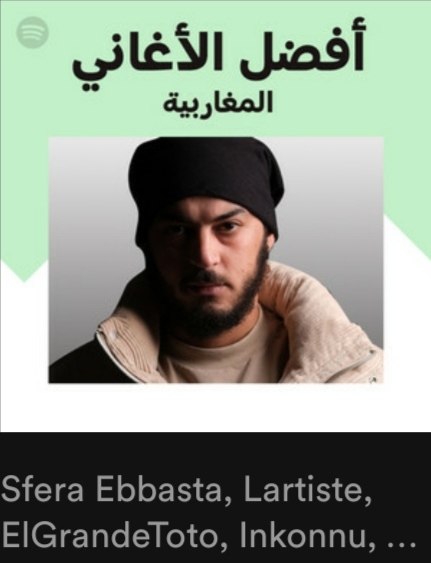 أفضل الأغاني
المغاربية
Sfera Ebbasta, Lartiste,
ElGrandeToto, Inkonnu, ...